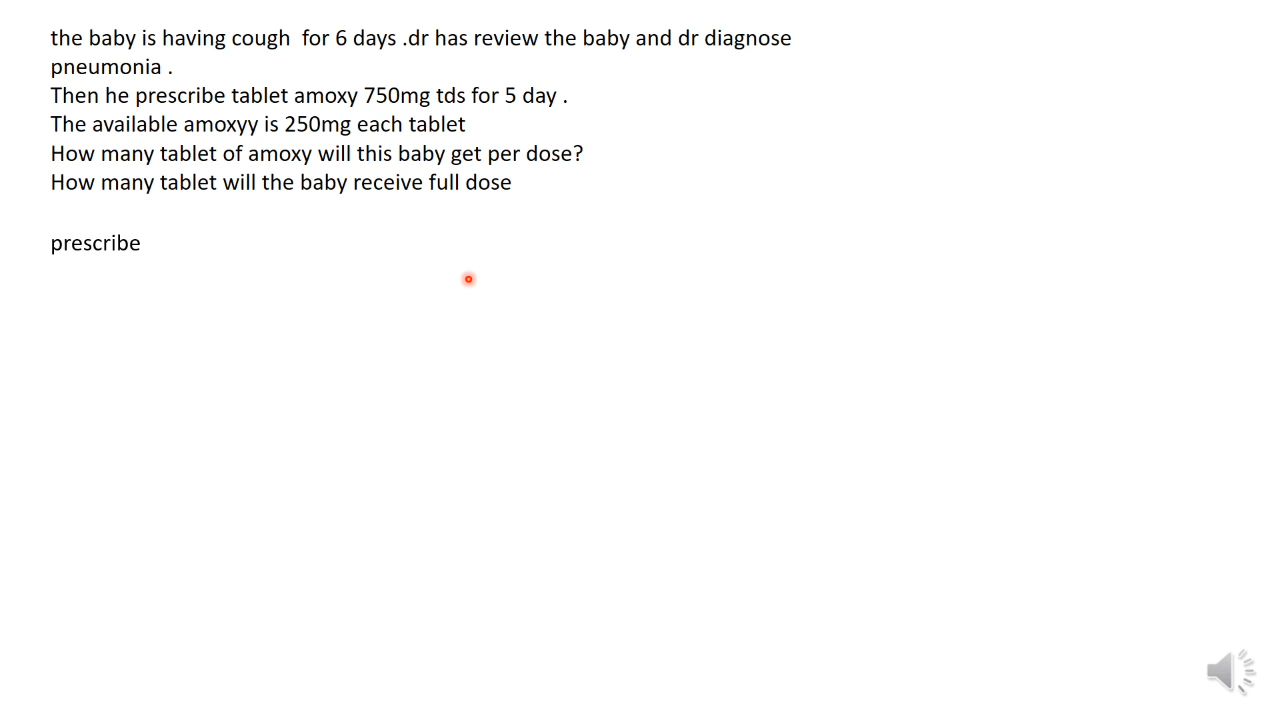 the baby is having cough  for 6 days .dr has review the baby and dr diagnose
pneumonia .
Then he prescribe tablet amoxy 750mg tds for 5 day .
The available amoxyy is 250mg each tablet
How many tablet of amoxy will this baby get per dose?
How many tablet will the baby receive full dose
prescribe